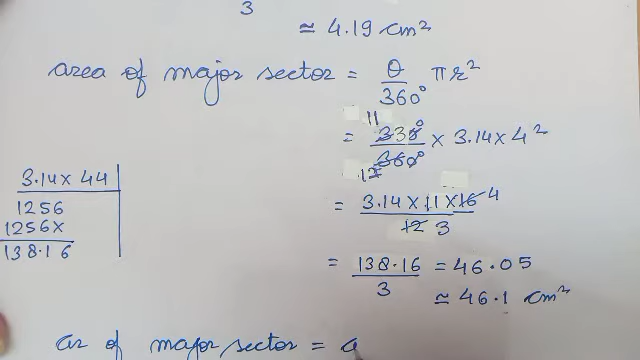 3
≃ 4.19 cm²
area of major sector = θ/360° πr²
= 11 330°/360° 12 × 3.14 × 4²
3.14 × 44
1256
1256×
138.16
= 3.14 × 11 × 16 4/12 3
= 138.16/3 = 46.05
≃ 46.1 cm²
ar of major sector = a